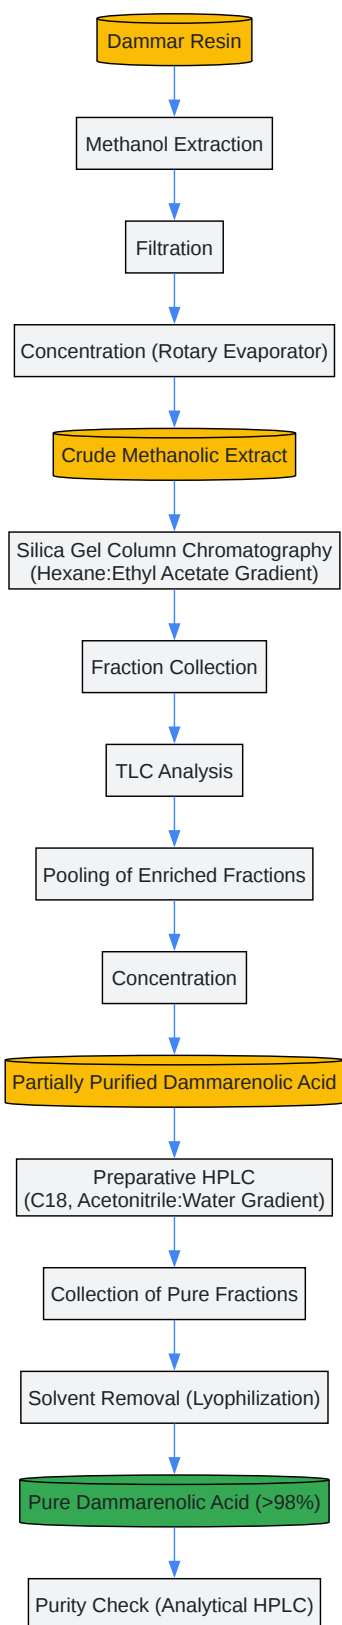 Dammar Resin
Methanol Extraction
Filtration
Concentration (Rotary Evaporator)
Crude Methanolic Extract
Silica Gel Column Chromatography
(Hexane:Ethyl Acetate Gradient)
Fraction Collection
TLC Analysis
Pooling of Enriched Fractions
Concentration
Partially Purified Dammarenolic Acid
Preparative HPLC
(C18, Acetonitrile:Water Gradient)
Collection of Pure Fractions
Solvent Removal (Lyophilization)
Pure Dammarenolic Acid (>98%)
Purity Check (Analytical HPLC)